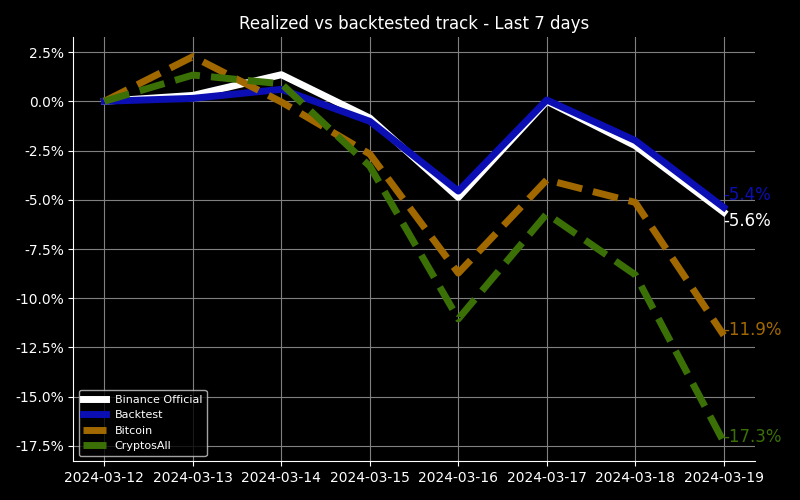 Realized vs backtested track - Last 7 days
2.5%
0.0%
-2.5%
-5.0%
-7.5%
-10.0%
-12.5%
-15.0%
-17.5%
-5.4%
-5.6%
-11.9%
-17.3%
Binance Official
Backtest
Bitcoin
CryptosAll
2024-03-12 2024-03-13 2024-03-14 2024-03-15 2024-03-16 2024-03-17 2024-03-18 2024-03-19